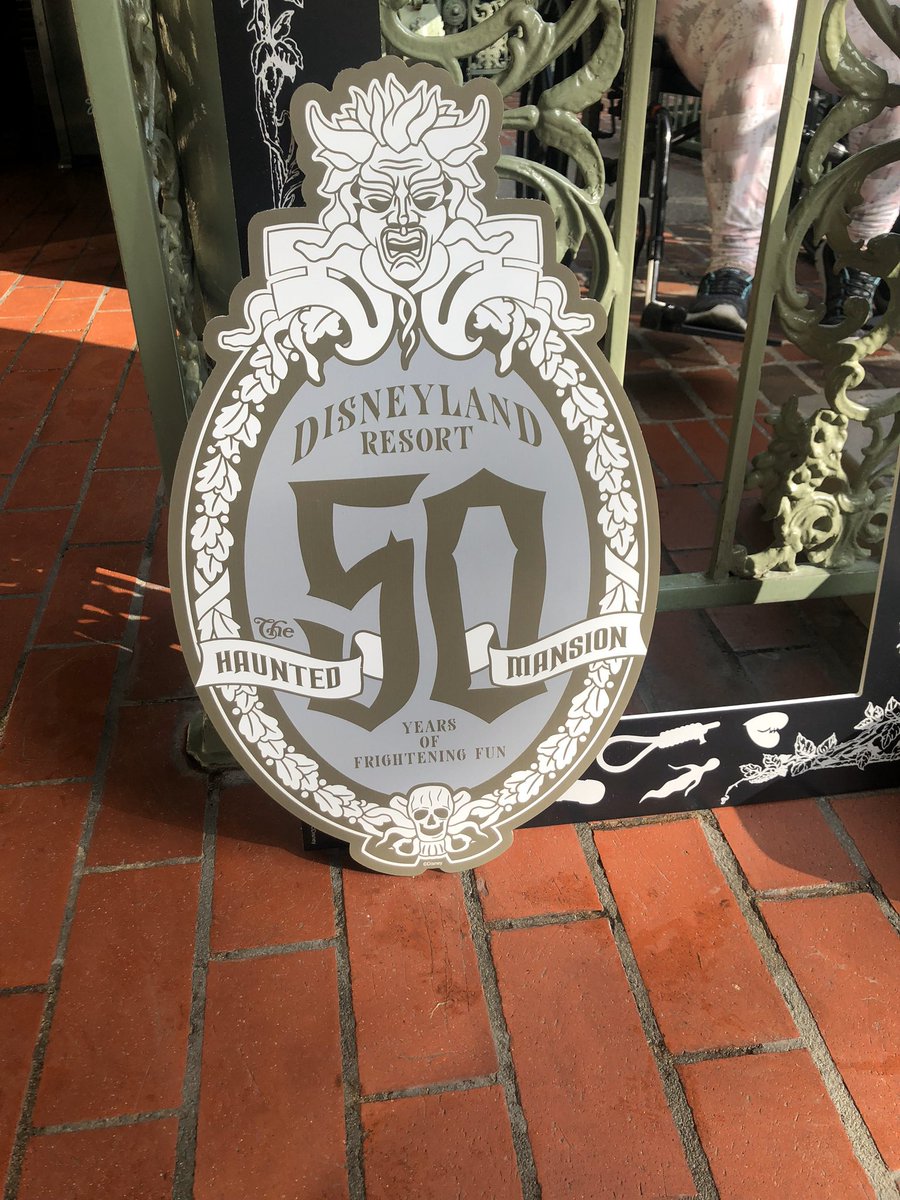 DISNEYLAND
RESORT
50
The
HAUNTED MANSION
YEARS
OF
FRIGHTENING FUN
©Disney